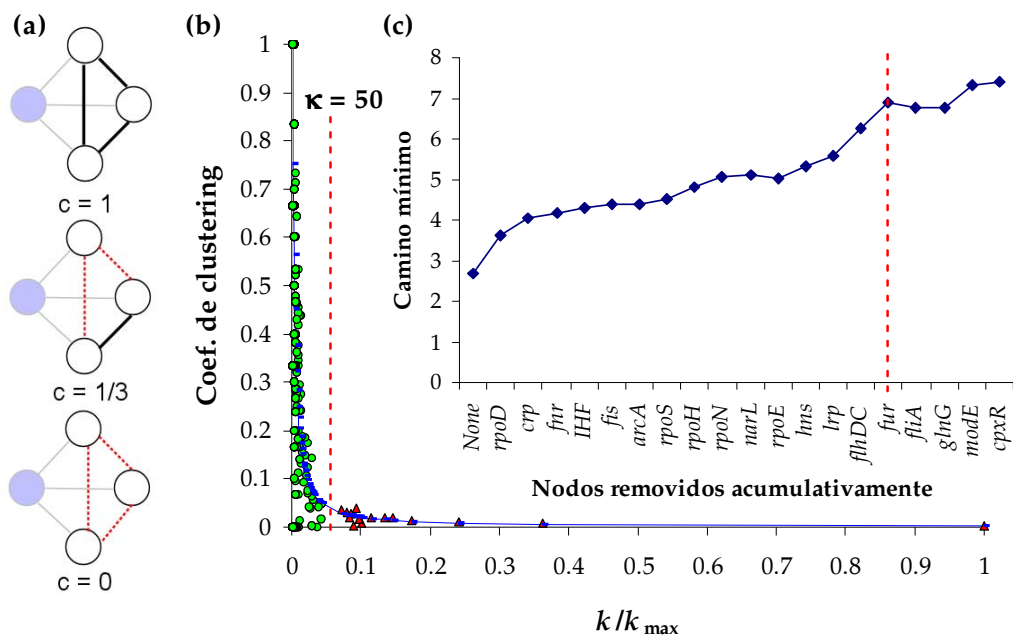 (a)
c = 1
c = 1/3
c = 0
(b)
Coef. de clustering
1
0.9
0.8
0.7
0.6
0.5
0.4
0.3
0.2
0.1
0
κ = 50
0 0.1 0.2 0.3 0.4 0.5 0.6 0.7 0.8 0.9 1
k/k max
(c)
Camino mínimo
8
7
6
5
4
3
2
1
0
None
rpoD
crp
fnr
IHF
fis
arcA
rpoS
rpoH
rpoN
narL
rpoE
hns
lrp
flhDC
fur
fliA
glnG
modE
cpxR
Nodos removidos acumulativamente